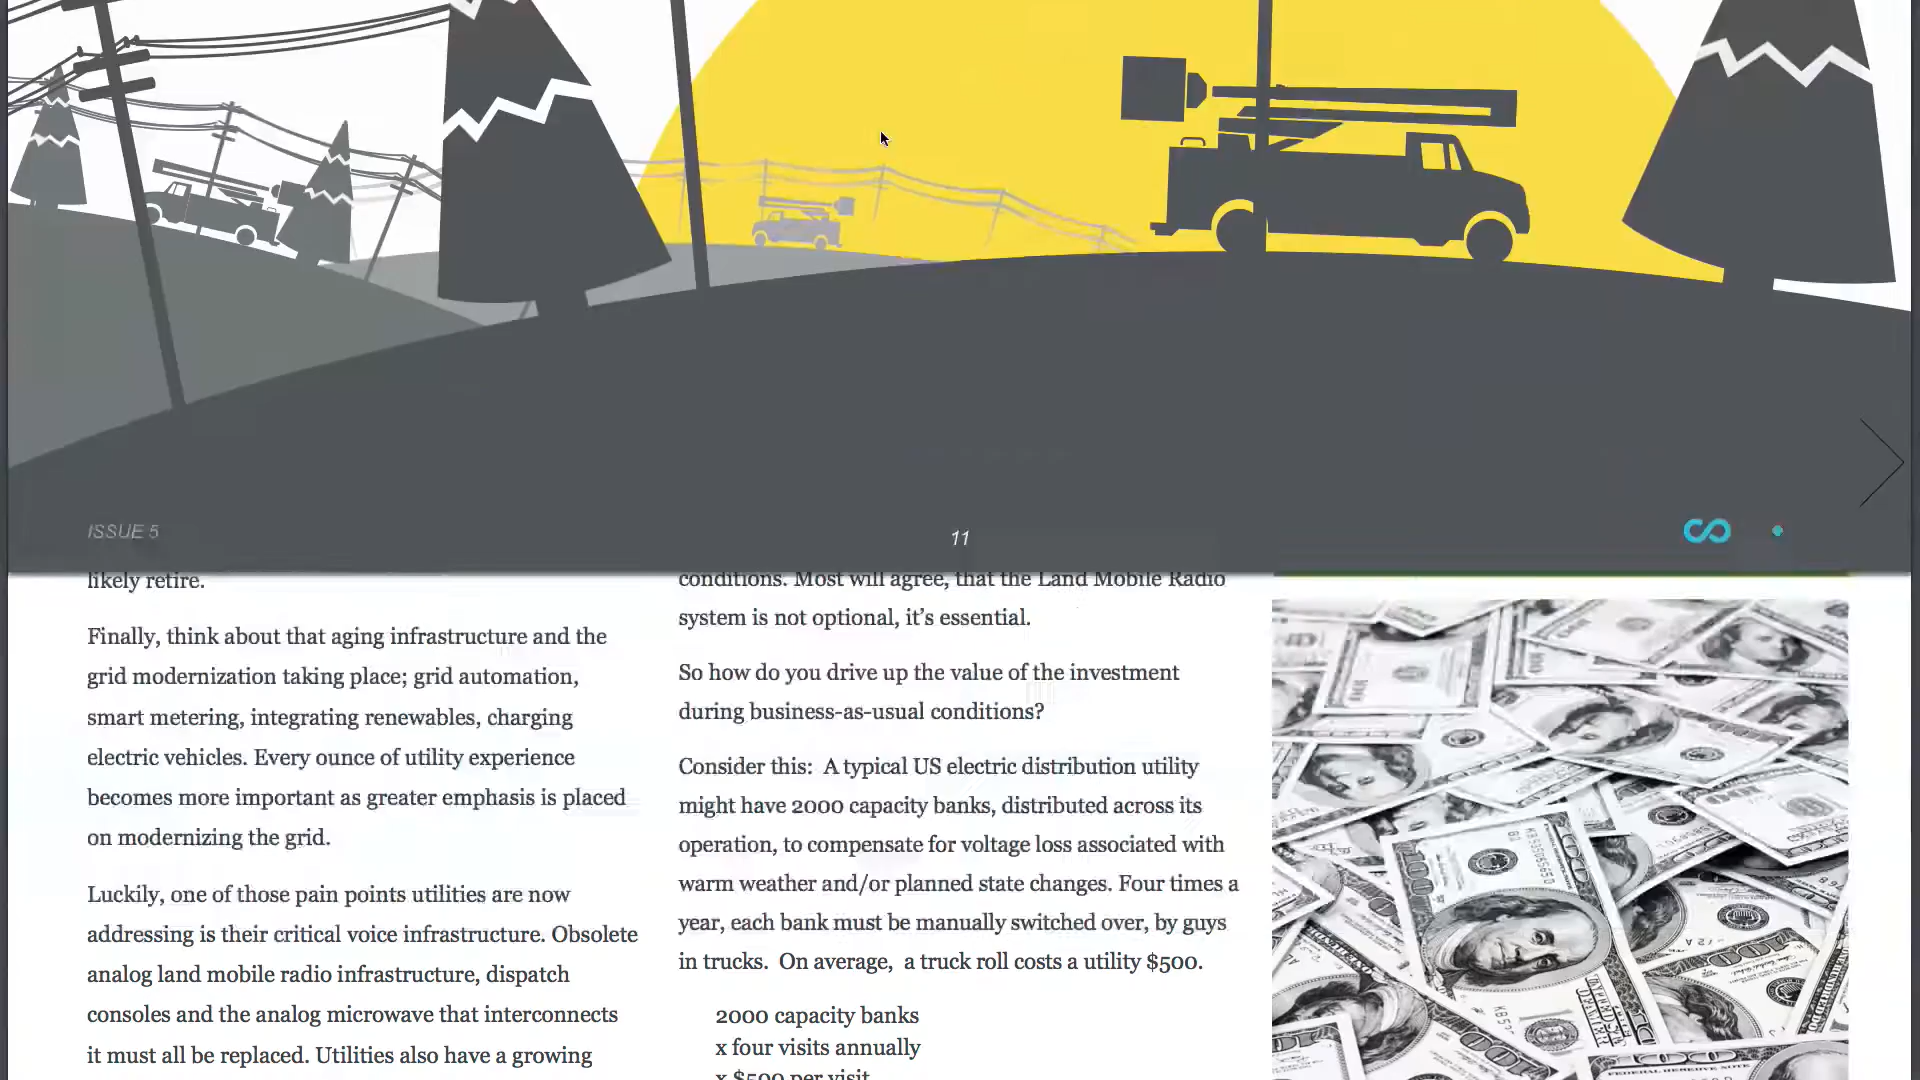 ISSUE 5
11
likely retire.
Finally, think about that aging infrastructure and the
grid modernization taking place; grid automation,
smart metering, integrating renewables, charging
electric vehicles. Every ounce of utility experience
becomes more important as greater emphasis is placed
on modernizing the grid.
Luckily, one of those pain points utilities are now
addressing is their critical voice infrastructure. Obsolete
analog land mobile radio infrastructure, dispatch
consoles and the analog microwave that interconnects
it must all be replaced. Utilities also have a growing
conditions. Most will agree, that the Land Mobile Radio
system is not optional, it’s essential.
So how do you drive up the value of the investment
during business-as-usual conditions?
Consider this:  A typical US electric distribution utility
might have 2000 capacity banks, distributed across its
operation, to compensate for voltage loss associated with
warm weather and/or planned state changes. Four times a
year, each bank must be manually switched over, by guys
in trucks.  On average,  a truck roll costs a utility $500.
2000 capacity banks
x four visits annually
x $500 per visit